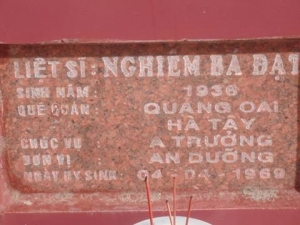 LIỆT SĨ: NGHIEM BÁ ĐẠT
SINH NĂM: 1936
QUÊ QUÁN: QUẢNG OAI
HÀ TÂY
CHỨC VỤ: A TRƯỞNG
ĐƠN VỊ: AN DƯỠNG
NGÀY HY SINH: 04-04-1969